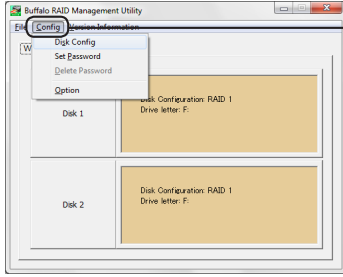 Buffalo RAID Management Utility
File Config Version Information
Disk Config
Set Password
Delete Password
Option
Disk 1
Disk Configuration: RAID 1
Drive letter: F:
Disk 2
Disk Configuration: RAID 1
Drive letter: F: